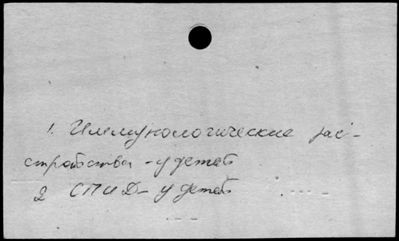 1. Иммунологические рас-
стройства - у детей
2 СПИД - у детей